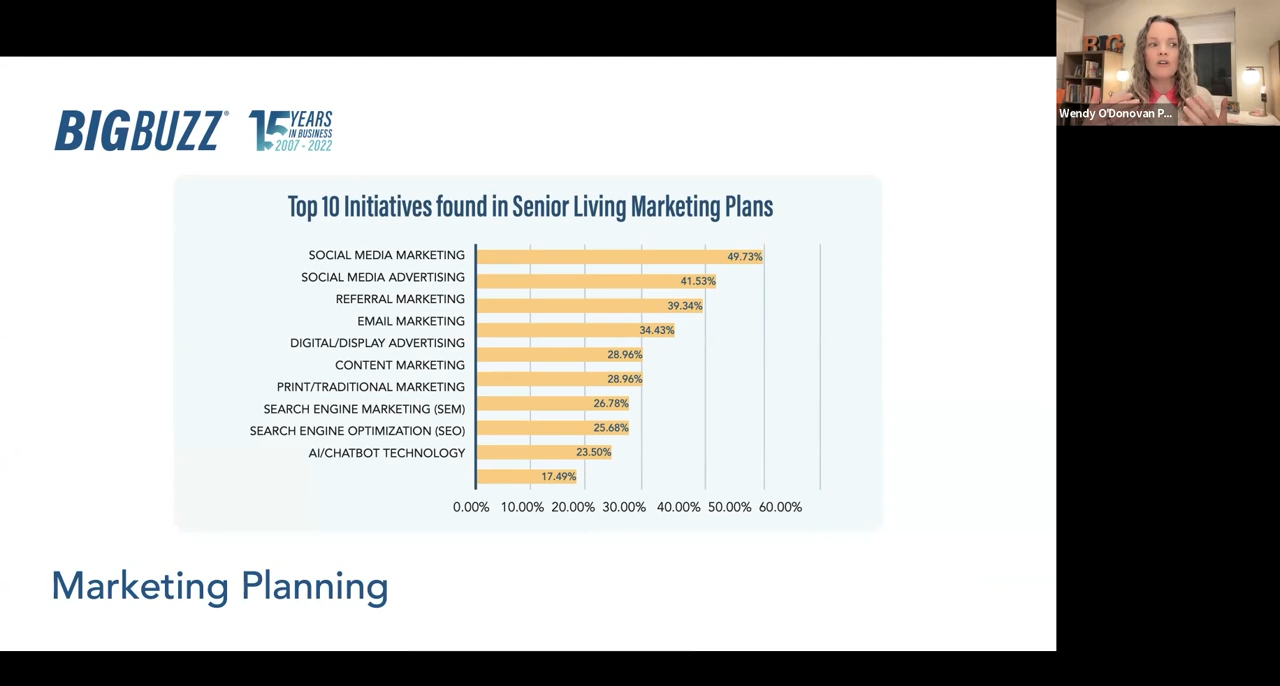 BIGBUZZ®
15 YEARS
IN BUSINESS
2007 - 2022
Wendy O'Donovan P...
BIG
Top 10 Initiatives found in Senior Living Marketing Plans
SOCIAL MEDIA MARKETING 49.73%
SOCIAL MEDIA ADVERTISING 41.53%
REFERRAL MARKETING 39.34%
EMAIL MARKETING 34.43%
DIGITAL/DISPLAY ADVERTISING 28.96%
CONTENT MARKETING 28.96%
PRINT/TRADITIONAL MARKETING 26.78%
SEARCH ENGINE MARKETING (SEM) 25.68%
SEARCH ENGINE OPTIMIZATION (SEO) 23.50%
AI/CHATBOT TECHNOLOGY 17.49%
0.00% 10.00% 20.00% 30.00% 40.00% 50.00% 60.00%
Marketing Planning